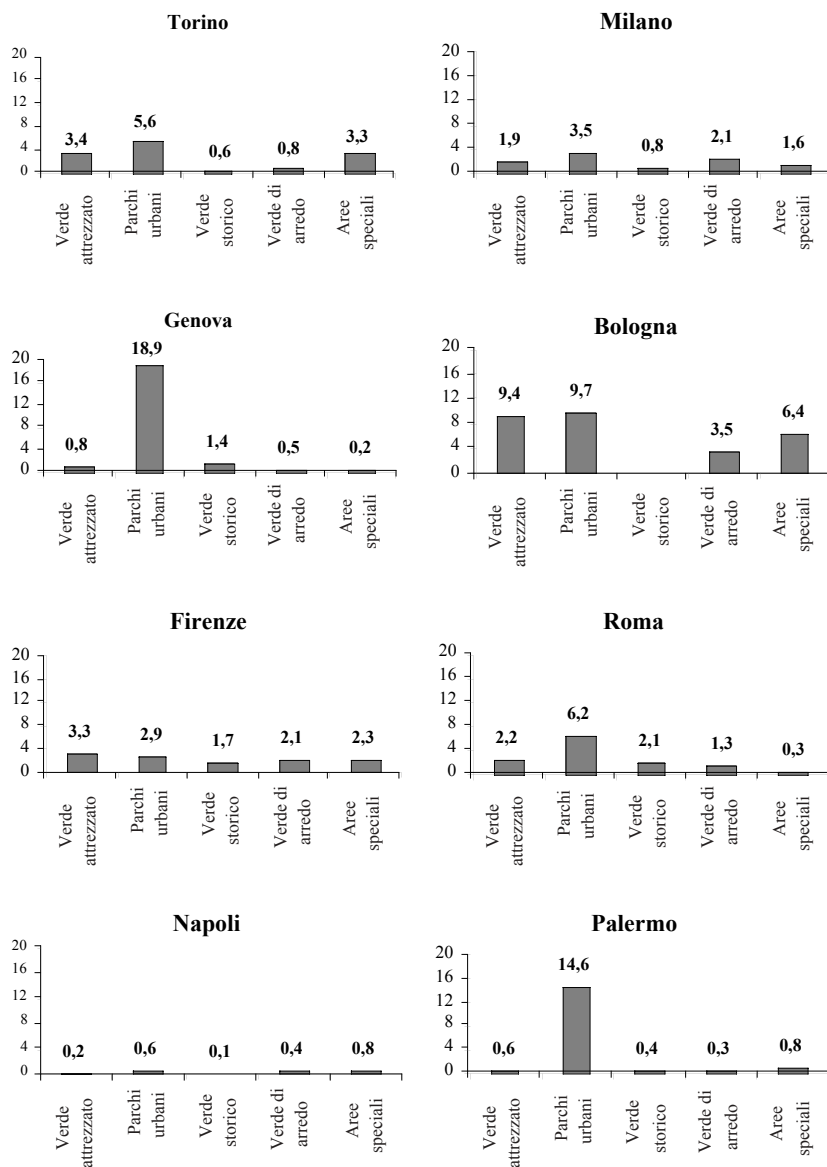 Torino
20
16
12
8
4
0
3,4
5,6
0,6
0,8
3,3
Verde
attrezzato
Parchi
urbani
Verde
storico
Verde di
arredo
Aree
speciali
Milano
20
16
12
8
4
0
1,9
3,5
0,8
2,1
1,6
Verde
attrezzato
Parchi
urbani
Verde
storico
Verde di
arredo
Aree
speciali
Genova
20
16
12
8
4
0
0,8
18,9
1,4
0,5
0,2
Verde
attrezzato
Parchi
urbani
Verde
storico
Verde di
arredo
Aree
speciali
Bologna
20
16
12
8
4
0
9,4
9,7
3,5
6,4
Verde
attrezzato
Parchi
urbani
Verde
storico
Verde di
arredo
Aree
speciali
Firenze
20
16
12
8
4
0
3,3
2,9
1,7
2,1
2,3
Verde
attrezzato
Parchi
urbani
Verde
storico
Verde di
arredo
Aree
speciali
Roma
20
16
12
8
4
0
2,2
6,2
2,1
1,3
0,3
Verde
attrezzato
Parchi
urbani
Verde
storico
Verde di
arredo
Aree
speciali
Napoli
20
16
12
8
4
0
0,2
0,6
0,1
0,4
0,8
Verde
attrezzato
Parchi
urbani
Verde
storico
Verde di
arredo
Aree
speciali
Palermo
20
16
12
8
4
0
0,6
14,6
0,4
0,3
0,8
Verde
attrezzato
Parchi
urbani
Verde
storico
Verde di
arredo
Aree
speciali